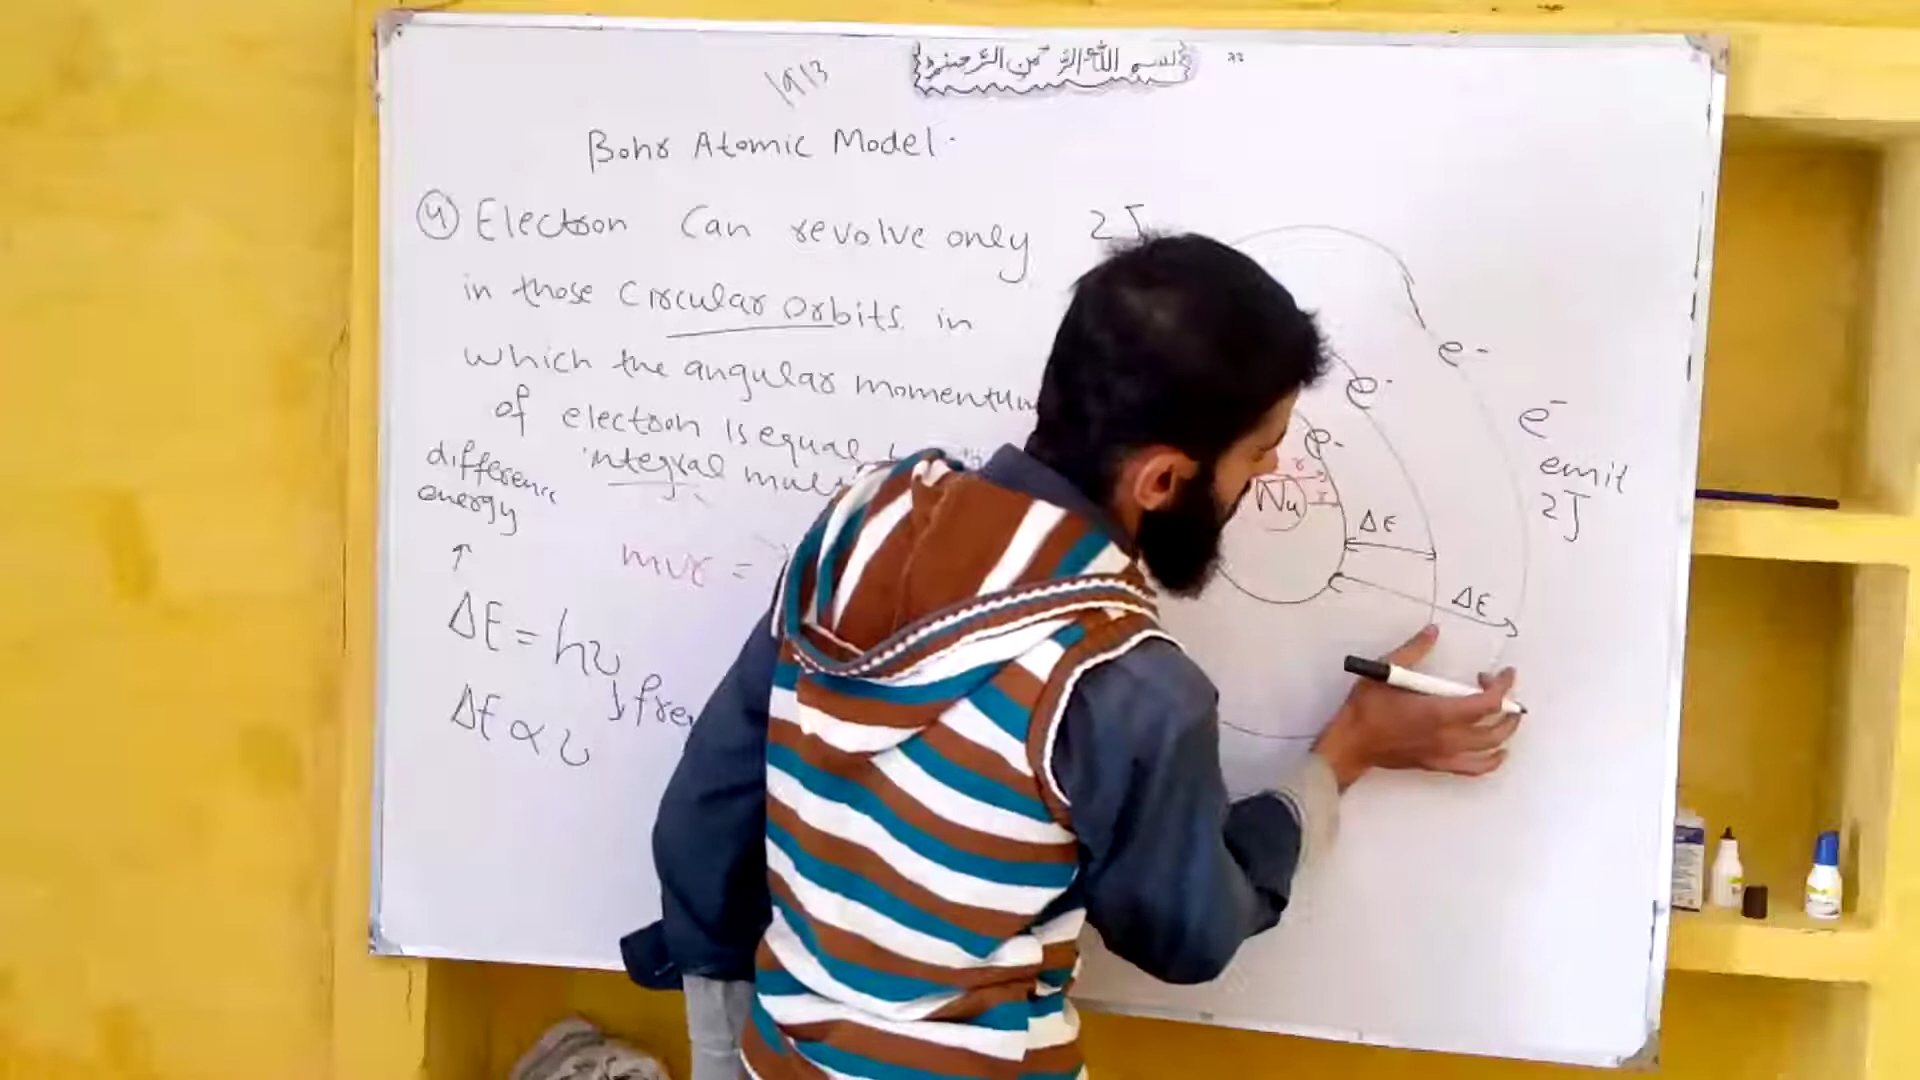 بسم الله الرحمن الرحيم
1913
Bohr Atomic Model.
④ Electron Can revolve only
in those Circular Orbits in
which the angular momentum
of electron is equal
integral
difference
energy
↑
mvr =
ΔE = hυ
ΔE ∝ υ
2J
e-
e-
e-
e-
emit
2J
r
r
Nu
ΔE
ΔE